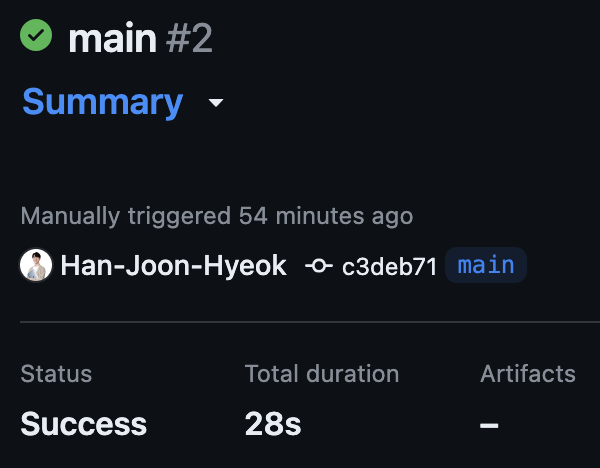 main #2
Summary
Manually triggered 54 minutes ago
Han-Joon-Hyeok c3deb71 main
Status Total duration Artifacts
Success 28s –